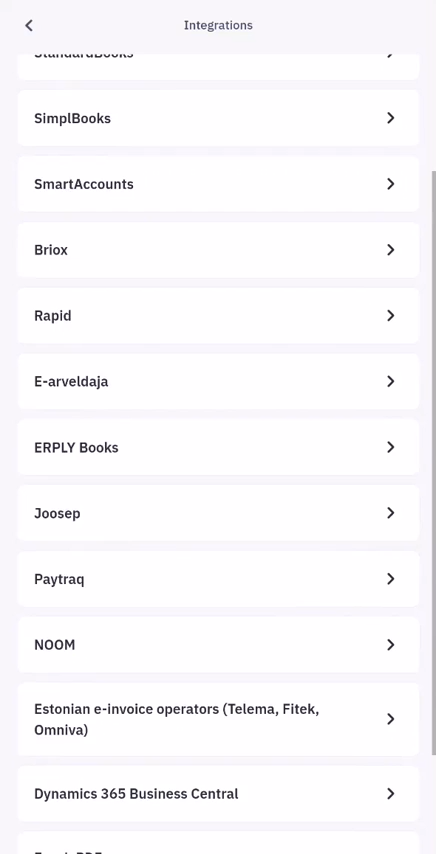 Integrations
StandardBooks
SimplBooks
SmartAccounts
Briox
Rapid
E-arveldaja
ERPLY Books
Joosep
Paytraq
NOOM
Estonian e-invoice operators (Telema, Fitek,
Omniva)
Dynamics 365 Business Central